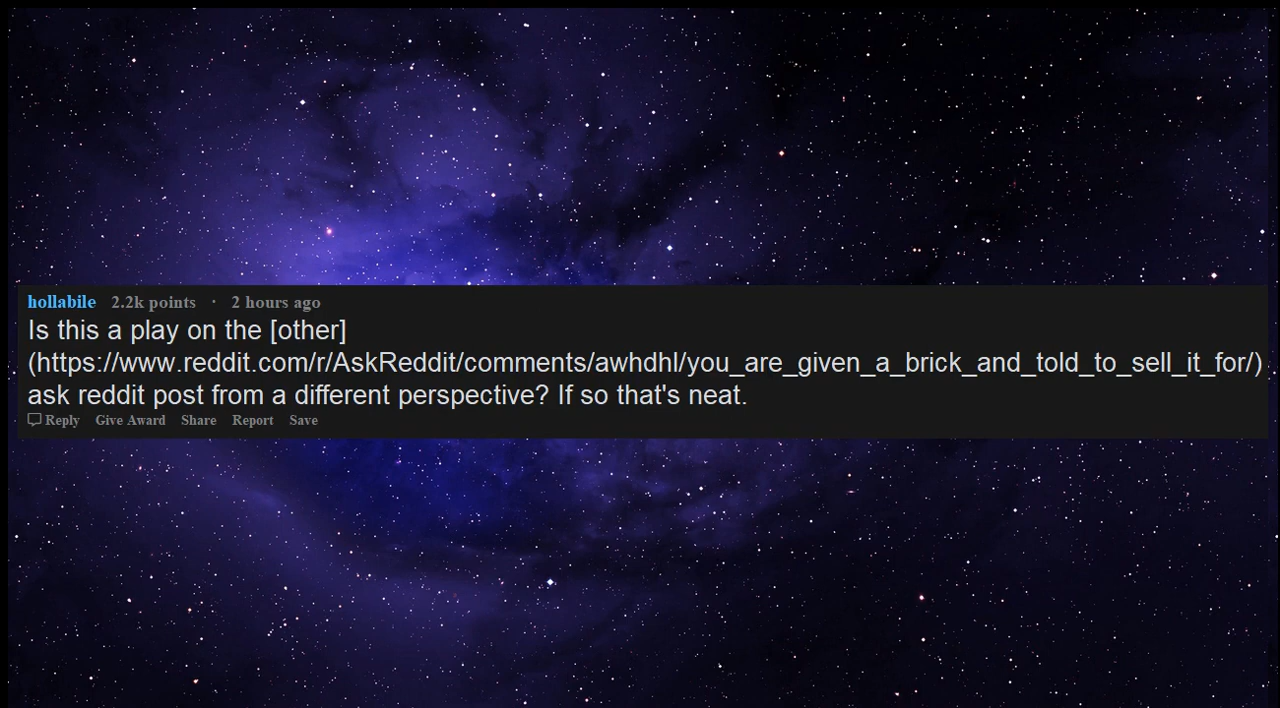 hollabile 2.2k points · 2 hours ago
Is this a play on the [other]
(https://www.reddit.com/r/AskReddit/comments/awhdhl/you_are_given_a_brick_and_told_to_sell_it_for/)
ask reddit post from a different perspective? If so that's neat.
Reply Give Award Share Report Save